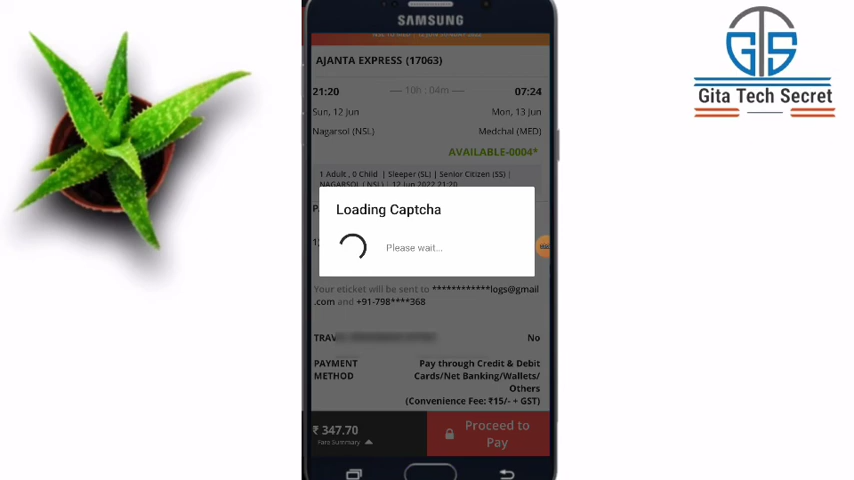 SAMSUNG
AJANTA EXPRESS (17063)
21:20 10h : 04m 07:24
Sun, 12 Jun Mon, 13 Jun
Nagarsol (NSL) Medchal (MED)
AVAILABLE-0004*
1 Adult , 0 Child | Sleeper (SL) | Senior Citizen (SS) |
NAGARSOL ( NSL) | 12 Jun 2022 21:20
Loading Captcha
Please wait...
Your eticket will be sent to ************logs@gmail
.com and +91-798****368
TRAV
No
PAYMENT METHOD
Pay through Credit & Debit
Cards/Net Banking/Wallets/
Others
(Convenience Fee: ₹15/- + GST)
₹ 347.70
Fare Summary
Proceed to
Pay
GTS
Gita Tech Secret